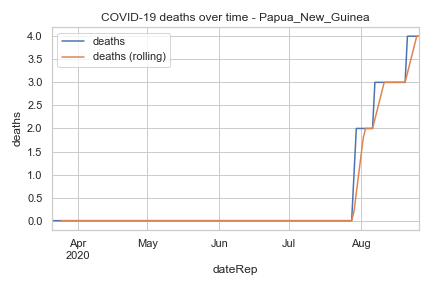 COVID-19 deaths over time - Papua_New_Guinea
deaths
deaths (rolling)
4.0
3.5
3.0
2.5
2.0
1.5
1.0
0.5
0.0
deaths
Apr
2020
May
Jun
Jul
Aug
dateRep